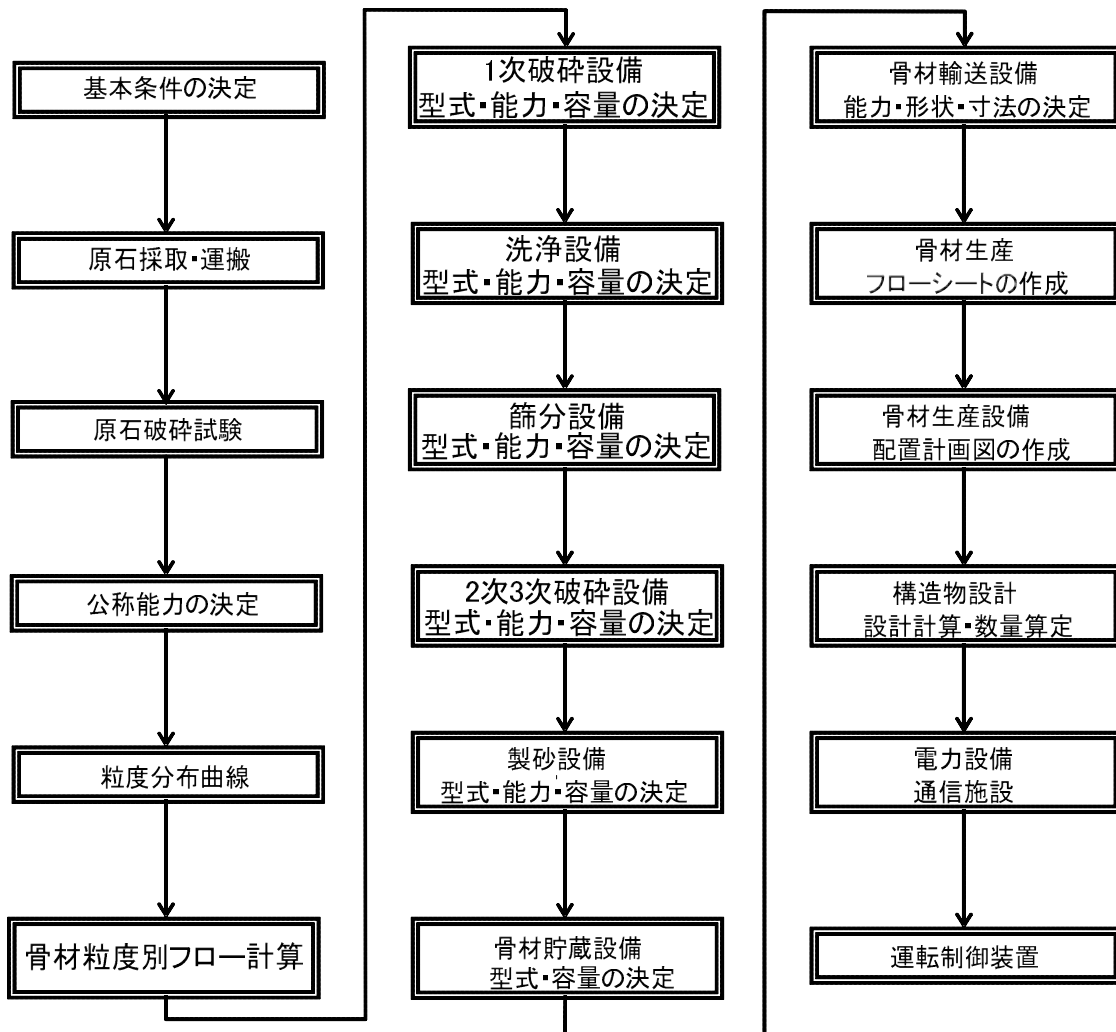 基本条件の決定
原石採取・運搬
原石破砕試験
公称能力の決定
粒度分布曲線
骨材粒度別フロー計算
1次破砕設備
型式・能力・容量の決定
洗浄設備
型式・能力・容量の決定
篩分設備
型式・能力・容量の決定
2次3次破砕設備
型式・能力・容量の決定
製砂設備
型式・能力・容量の決定
骨材貯蔵設備
型式・容量の決定
骨材輸送設備
能力・形状・寸法の決定
骨材生産
フローシートの作成
骨材生産設備
配置計画図の作成
構造物設計
設計計算・数量算定
電力設備
通信施設
運転制御装置